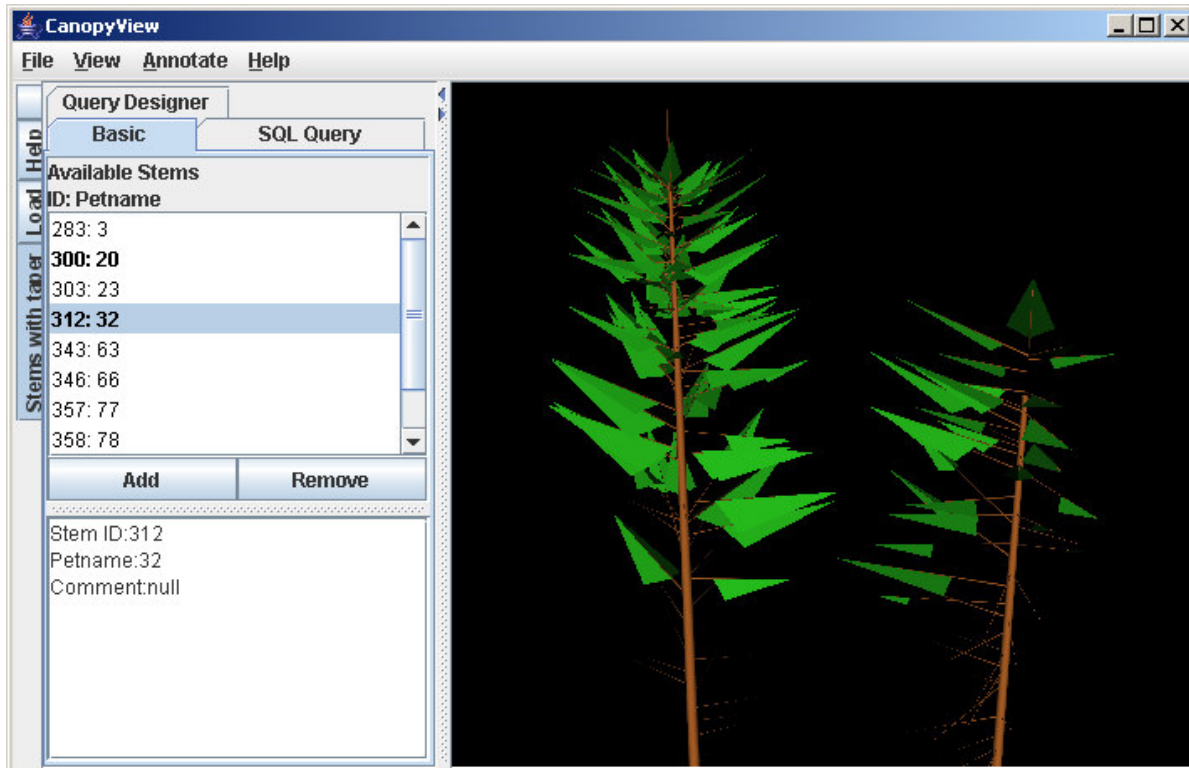 CanopyView
File View Annotate Help
Query Designer
Basic SQL Query
Help
Load
Stems with taper
Available Stems
ID: Petname
283: 3
300: 20
303: 23
312: 32
343: 63
346: 66
357: 77
358: 78
Add Remove
Stem ID:312
Petname:32
Comment:null